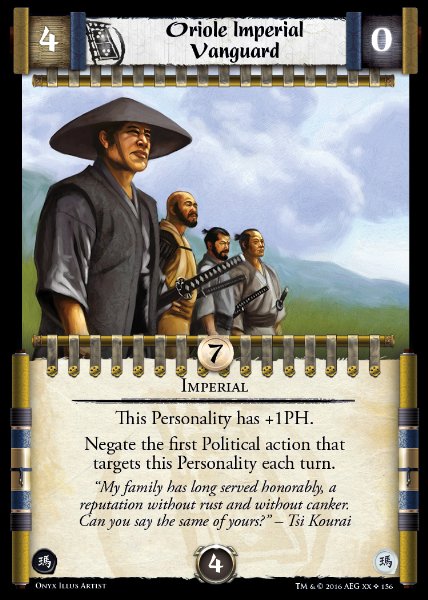 4
Oriole Imperial
Vanguard
0
7
Imperial
This Personality has +1PH.
Negate the first Political action that
targets this Personality each turn.
“My family has long served honorably, a
reputation without rust and without canker.
Can you say the same of yours?” – Tsi Kourai
瑪
4
瑪
Onyx Illus Artist
TM & © 2016 AEG XX ❖ 156